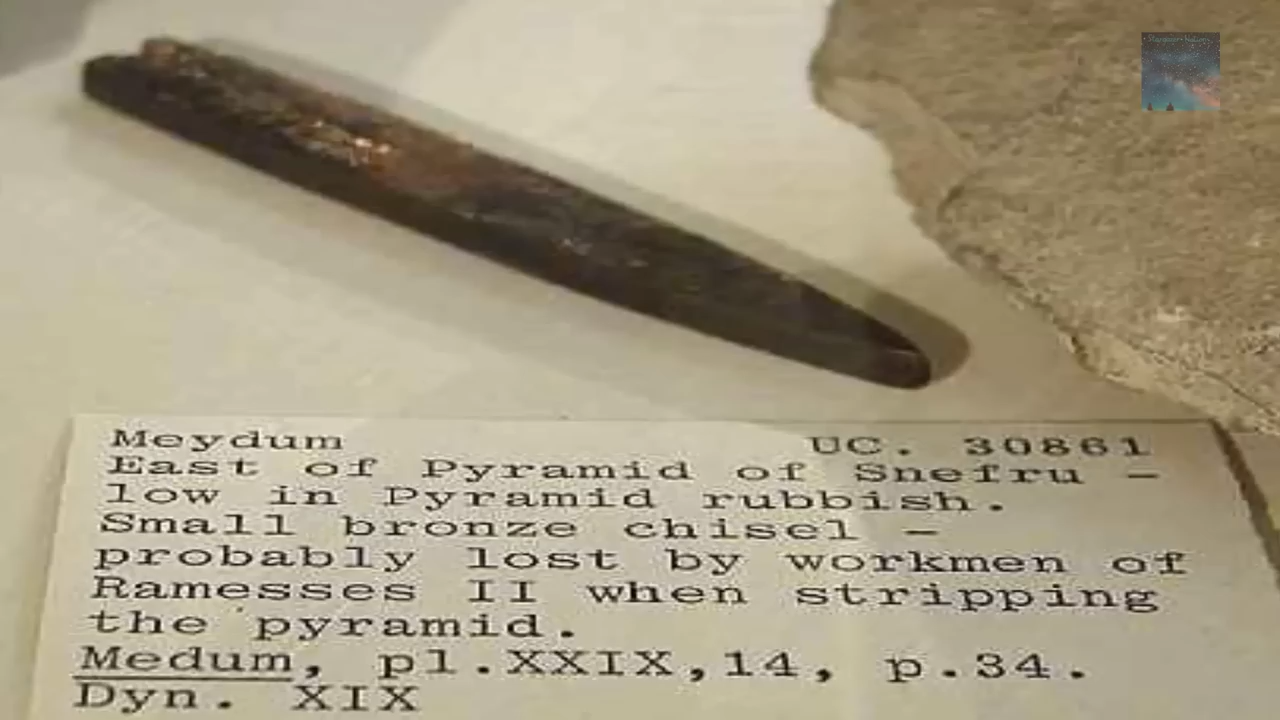 Meydum UC. 30861
East of Pyramid of Snefru -
low in Pyramid rubbish.
Small bronze chisel -
probably lost by workmen of
Ramesses II when stripping
the pyramid.
Medum, pl.XXIX,14, p.34.
Dyn. XIX